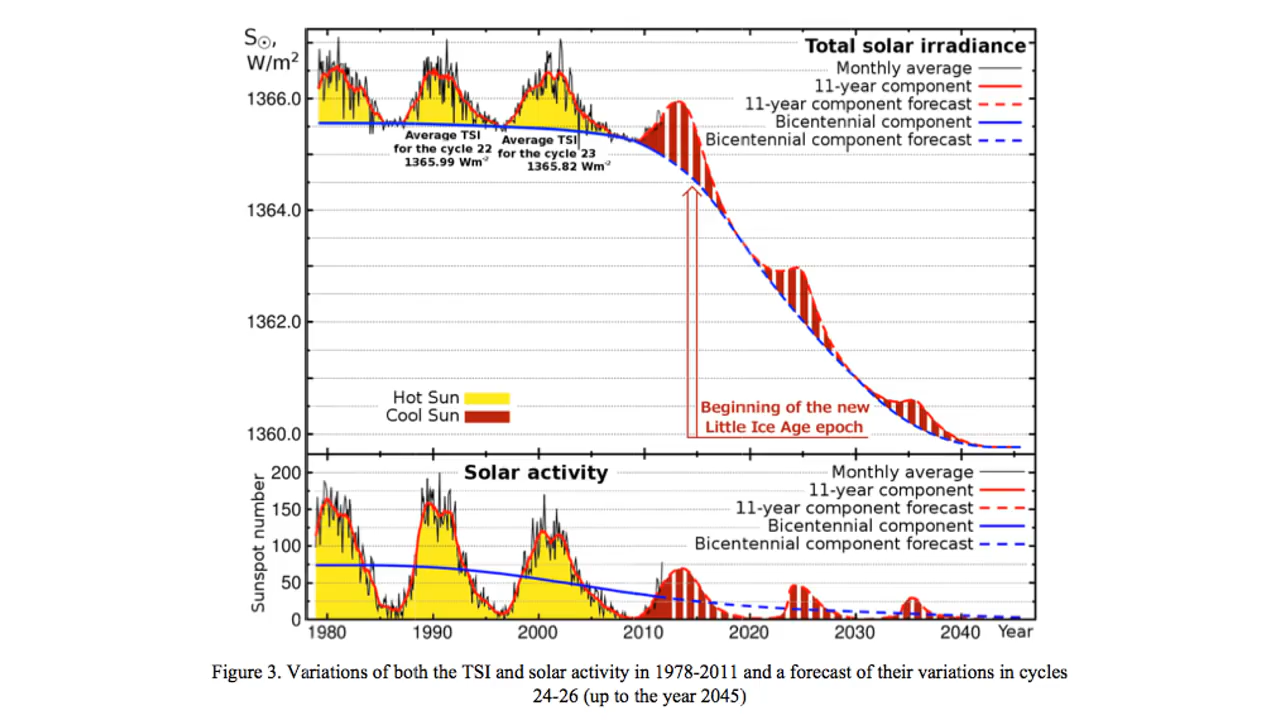 S☉,
W/m²
Total solar irradiance
Monthly average
11-year component
11-year component forecast
Bicentennial component
Bicentennial component forecast
1366.0
1364.0
1362.0
1360.0
Average TSI
for the cycle 22
1365.99 Wm⁻²
Average TSI
for the cycle 23
1365.82 Wm⁻²
Hot Sun
Cool Sun
Beginning of the new
Little Ice Age epoch
Solar activity
Sunspot number
200
150
100
50
0
Monthly average
11-year component
11-year component forecast
Bicentennial component
Bicentennial component forecast
1980 1990 2000 2010 2020 2030 2040 Year
Figure 3. Variations of both the TSI and solar activity in 1978-2011 and a forecast of their variations in cycles
24-26 (up to the year 2045)